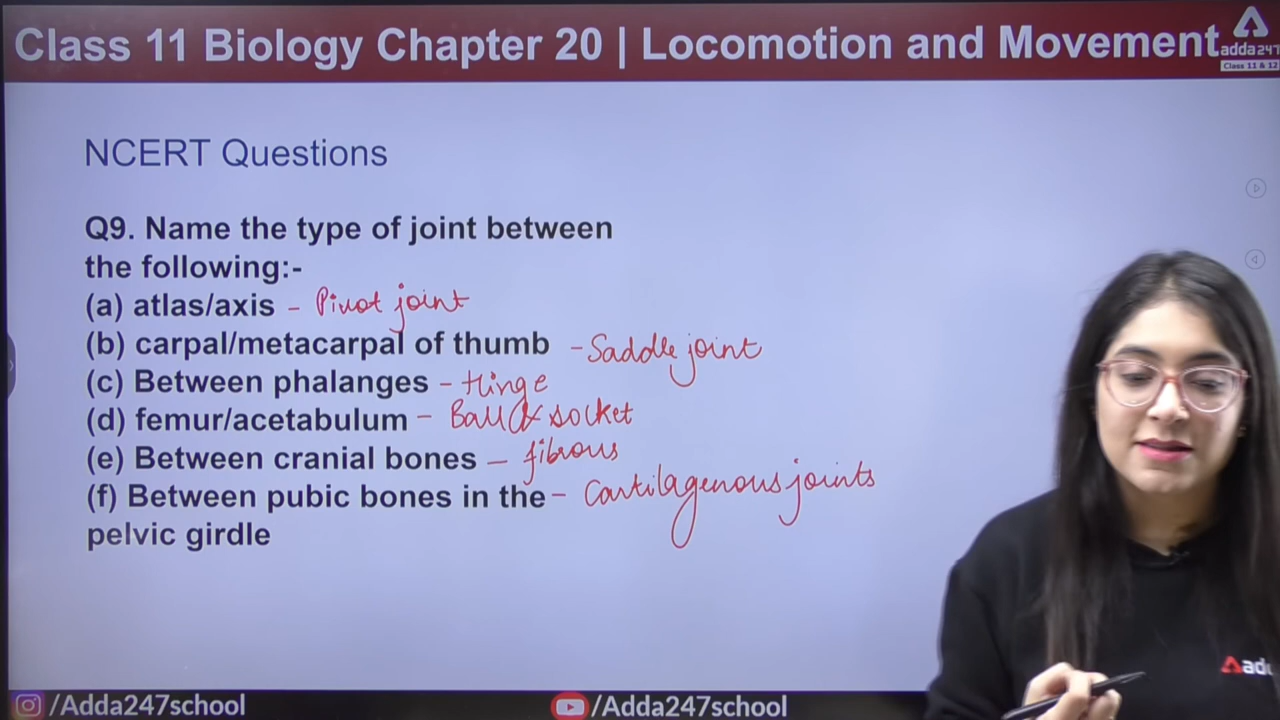 Class 11 Biology Chapter 20 | Locomotion and Movement
adda247
Class 11 & 12
NCERT Questions
Q9. Name the type of joint between
the following:-
(a) atlas/axis - Pivot joint
(b) carpal/metacarpal of thumb - Saddle joint
(c) Between phalanges - Hinge
(d) femur/acetabulum - Ball & socket
(e) Between cranial bones - fibrous
(f) Between pubic bones in the - Cartilagenous joints
pelvic girdle
/Adda247school
/Adda247school